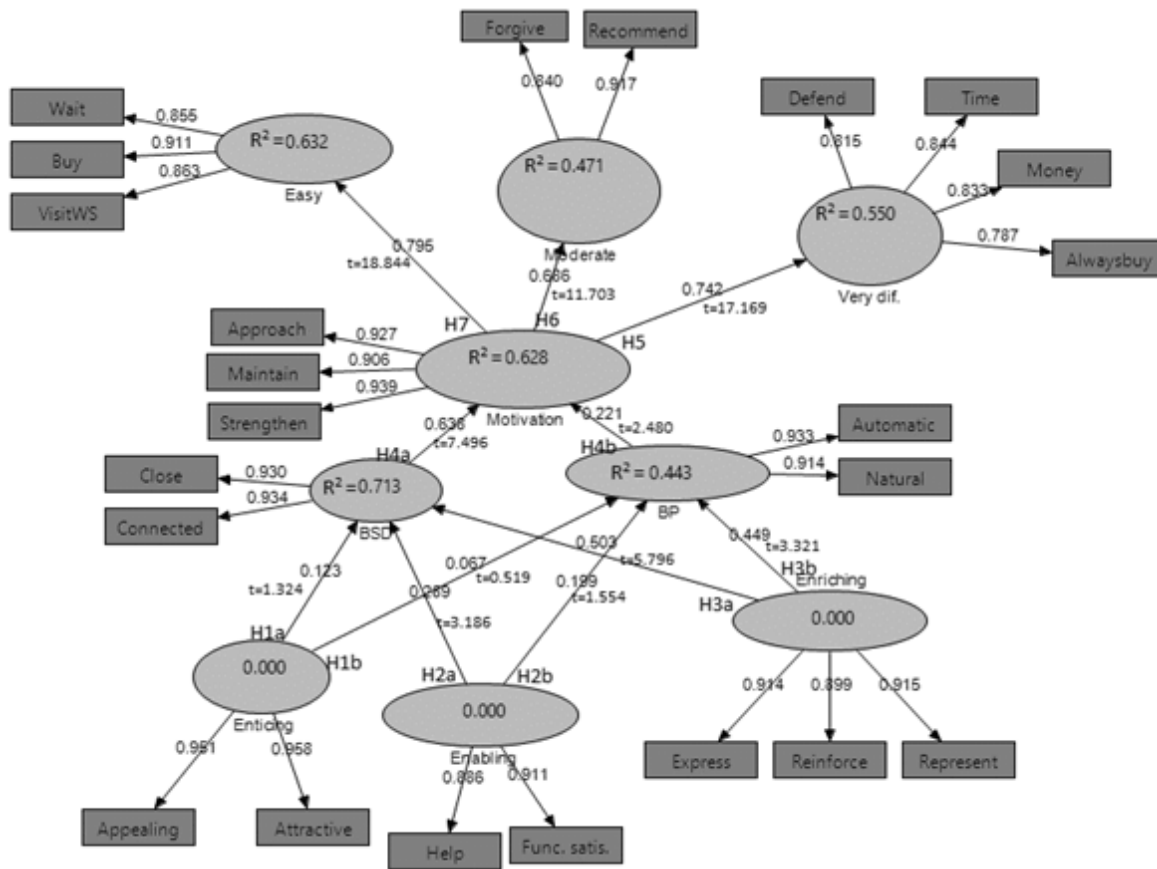 Forgive
Recommend
0.840
0.917
Wait
Buy
VisitWS
0.855
0.911
0.863
R² = 0.632
Easy
R² = 0.471
Moderate
Defend
Time
Money
Alwaysbuy
0.815
0.844
0.833
0.787
R² = 0.550
Very dif.
0.795
t=18.844
0.686
t=11.703
0.742
t=17.169
H7
H6
H5
Approach
Maintain
Strengthen
0.927
0.906
0.939
R² = 0.628
Motivation
0.638
t=7.496
0.221
t=2.480
H4a
H4b
Automatic
Natural
0.933
0.914
Close
Connected
0.930
0.934
R² = 0.713
BSD
R² = 0.443
BP
0.123
t=1.324
0.067
t=0.519
0.269
t=3.186
0.199
t=1.554
0.503
t=5.796
0.449
t=3.321
H3b
Enriching
H3a
0.000
H1a
H1b
0.000
Enticing
H2a
H2b
0.000
Enabling
0.951
0.958
0.886
0.911
0.914
0.899
0.915
Express
Reinforce
Represent
Appealing
Attractive
Help
Func. satis.